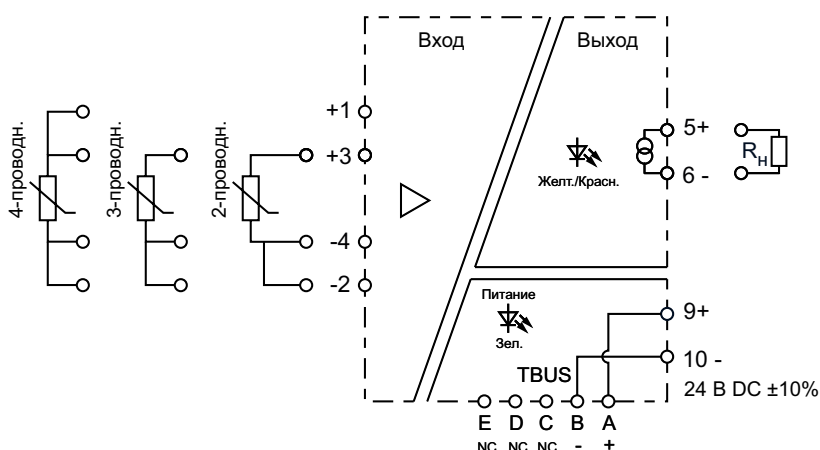 Вход
Выход
4-проводн.
3-проводн.
2-проводн.
+1
+3
-4
-2
Желт./Красн.
5+
6 -
RН
Питание
Зел.
9+
10 -
24 В DC ±10%
TBUS
E D C B A
NC NC NC - +